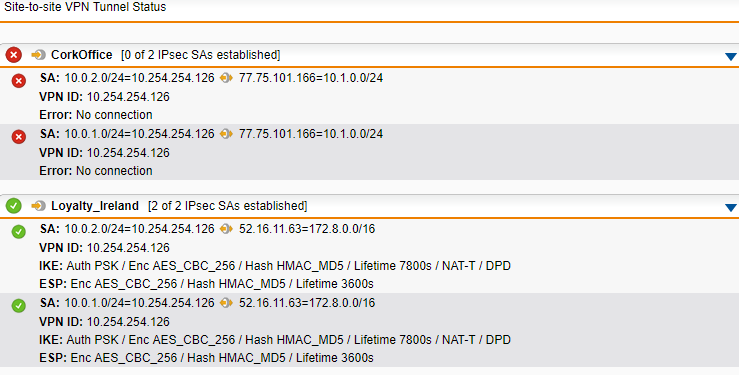 Site-to-site VPN Tunnel Status
CorkOffice [0 of 2 IPsec SAs established]
SA: 10.0.2.0/24=10.254.254.126 77.75.101.166=10.1.0.0/24
VPN ID: 10.254.254.126
Error: No connection
SA: 10.0.1.0/24=10.254.254.126 77.75.101.166=10.1.0.0/24
VPN ID: 10.254.254.126
Error: No connection
Loyalty_Ireland [2 of 2 IPsec SAs established]
SA: 10.0.2.0/24=10.254.254.126 52.16.11.63=172.8.0.0/16
VPN ID: 10.254.254.126
IKE: Auth PSK / Enc AES_CBC_256 / Hash HMAC_MD5 / Lifetime 7800s / NAT-T / DPD
ESP: Enc AES_CBC_256 / Hash HMAC_MD5 / Lifetime 3600s
SA: 10.0.1.0/24=10.254.254.126 52.16.11.63=172.8.0.0/16
VPN ID: 10.254.254.126
IKE: Auth PSK / Enc AES_CBC_256 / Hash HMAC_MD5 / Lifetime 7800s / NAT-T / DPD
ESP: Enc AES_CBC_256 / Hash HMAC_MD5 / Lifetime 3600s